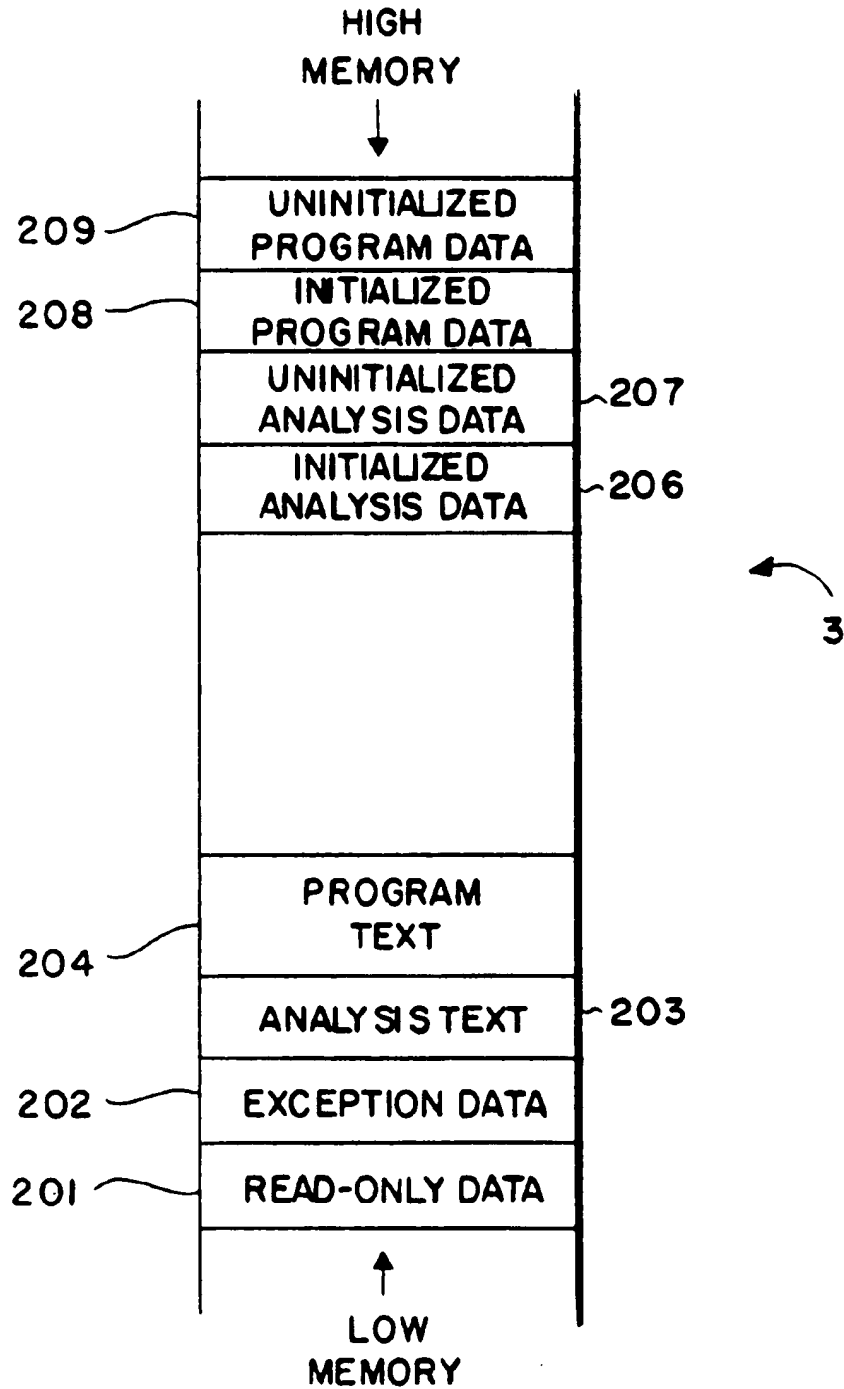 HIGH
MEMORY
209
UNINITIALIZED
PROGRAM DATA
208
INITIALIZED
PROGRAM DATA
UNINITIALIZED
ANALYSIS DATA
207
INITIALIZED
ANALYSIS DATA
206
3
PROGRAM
TEXT
204
ANALYSIS TEXT
203
202
EXCEPTION DATA
201
READ-ONLY DATA
LOW
MEMORY